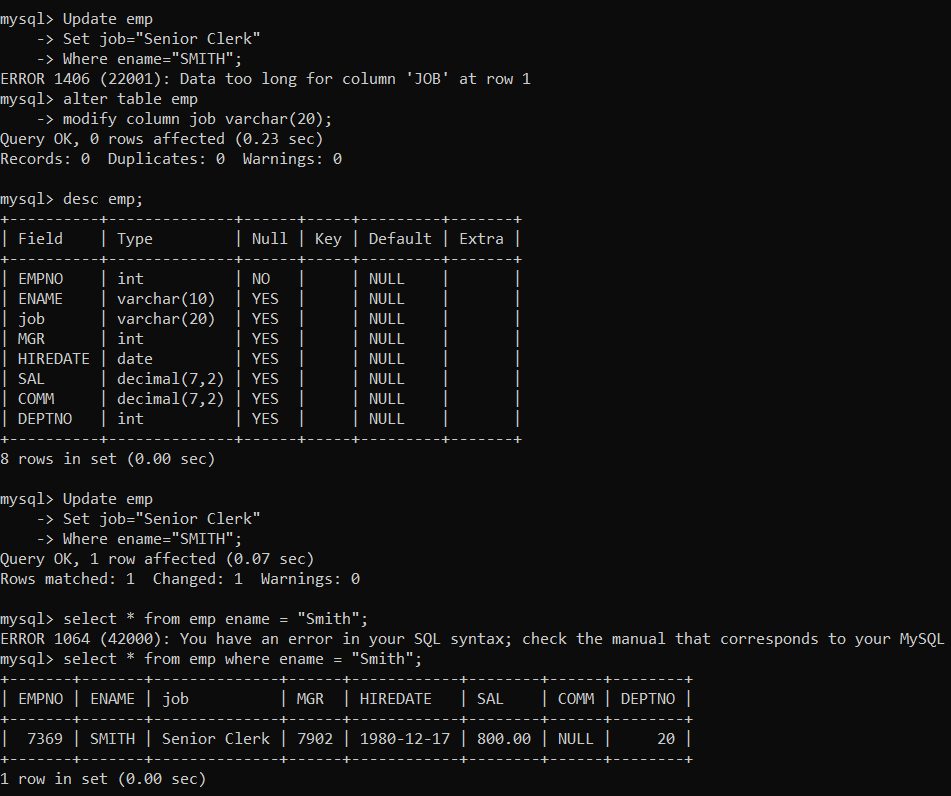 mysql> Update emp
    -> Set job="Senior Clerk"
    -> Where ename="SMITH";
ERROR 1406 (22001): Data too long for column 'JOB' at row 1
mysql> alter table emp
    -> modify column job varchar(20);
Query OK, 0 rows affected (0.23 sec)
Records: 0  Duplicates: 0  Warnings: 0

mysql> desc emp;
+----------+--------------+------+-----+---------+-------+
| Field    | Type         | Null | Key | Default | Extra |
+----------+--------------+------+-----+---------+-------+
| EMPNO    | int          | NO   |     | NULL    |       |
| ENAME    | varchar(10)  | YES  |     | NULL    |       |
| job      | varchar(20)  | YES  |     | NULL    |       |
| MGR      | int          | YES  |     | NULL    |       |
| HIREDATE | date         | YES  |     | NULL    |       |
| SAL      | decimal(7,2) | YES  |     | NULL    |       |
| COMM     | decimal(7,2) | YES  |     | NULL    |       |
| DEPTNO   | int          | YES  |     | NULL    |       |
+----------+--------------+------+-----+---------+-------+
8 rows in set (0.00 sec)

mysql> Update emp
    -> Set job="Senior Clerk"
    -> Where ename="SMITH";
Query OK, 1 row affected (0.07 sec)
Rows matched: 1  Changed: 1  Warnings: 0

mysql> select * from emp ename = "Smith";
ERROR 1064 (42000): You have an error in your SQL syntax; check the manual that corresponds to your MySQL
mysql> select * from emp where ename = "Smith";
+-------+-------+--------------+------+------------+--------+------+--------+
| EMPNO | ENAME | job          | MGR  | HIREDATE   | SAL    | COMM | DEPTNO |
+-------+-------+--------------+------+------------+--------+------+--------+
|  7369 | SMITH | Senior Clerk | 7902 | 1980-12-17 | 800.00 | NULL |     20 |
+-------+-------+--------------+------+------------+--------+------+--------+
1 row in set (0.00 sec)